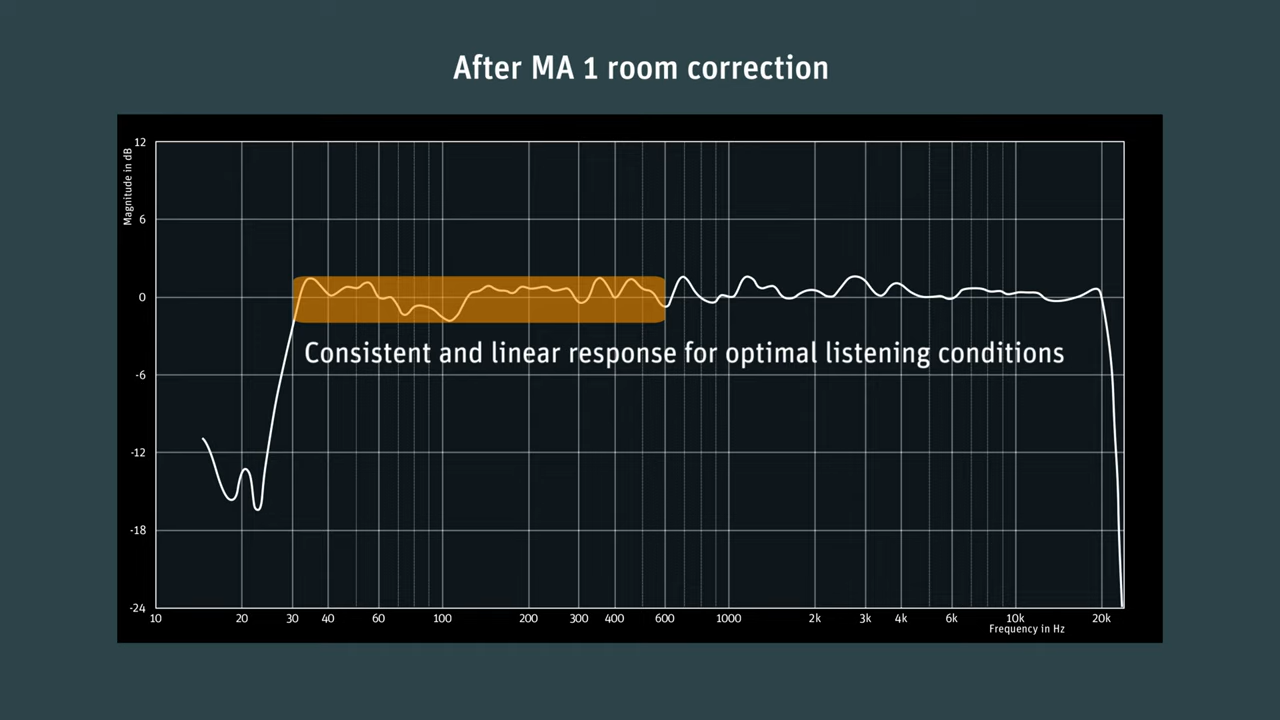 After MA 1 room correction
Magnitude in dB
12
6
0
-6
-12
-18
-24
Consistent and linear response for optimal listening conditions
10 20 30 40 60 100 200 300 400 600 1000 2k 3k 4k 6k 10k 20k
Frequency in Hz